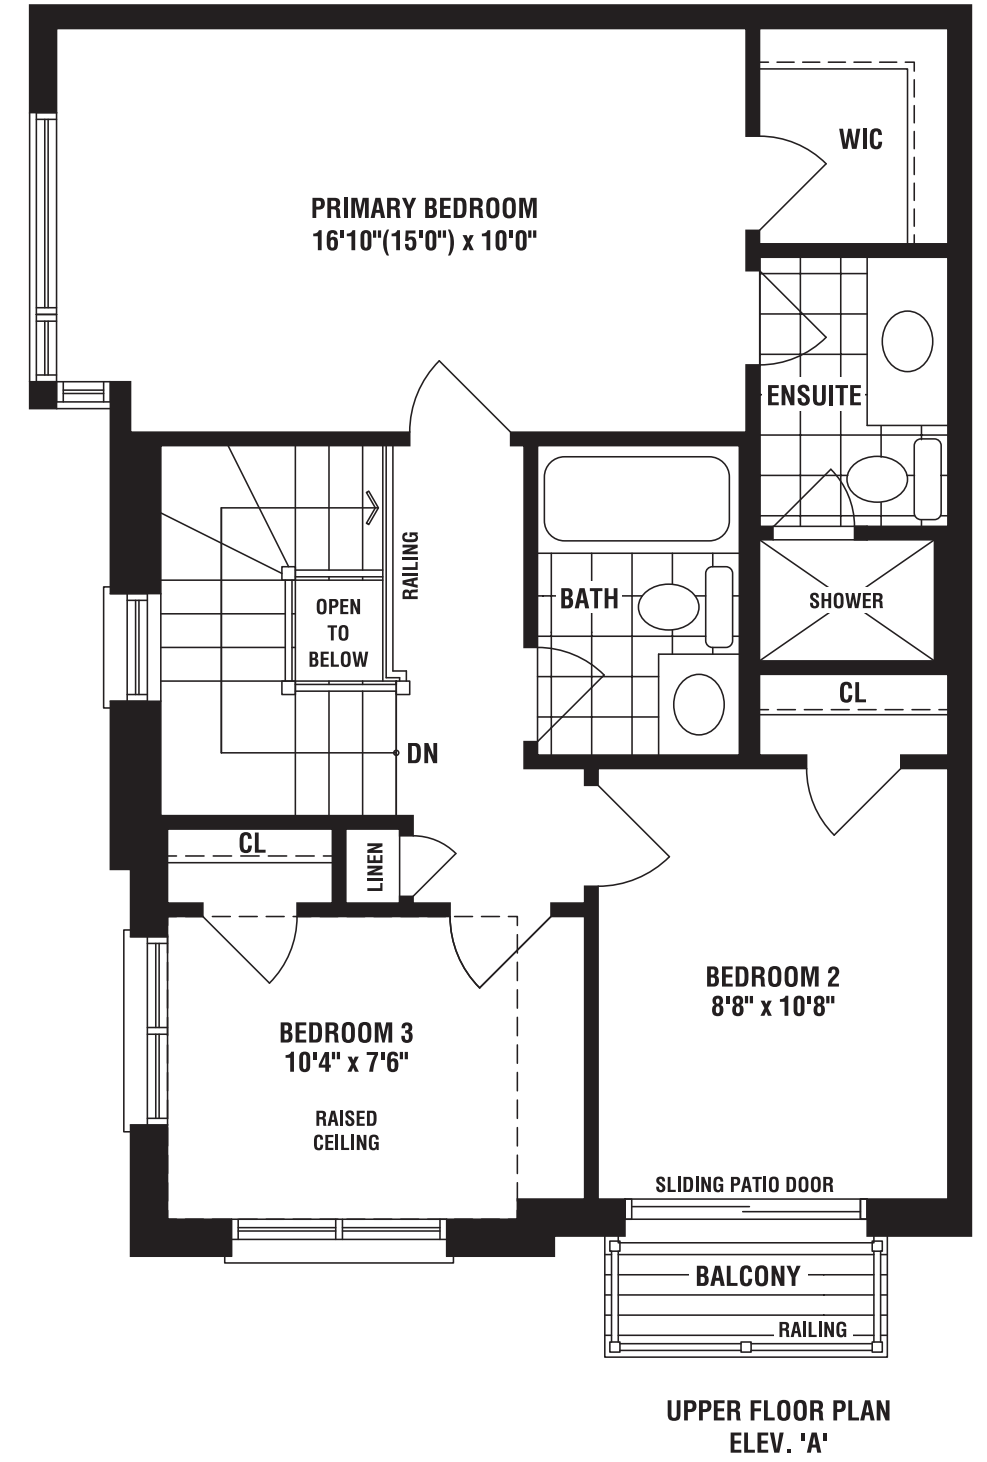 WIC
PRIMARY BEDROOM
16'10"(15'0") x 10'0"
ENSUITE
RAILING
OPEN
TO
BELOW
BATH
SHOWER
CL
DN
CL
LINEN
BEDROOM 2
8'8" x 10'8"
BEDROOM 3
10'4" x 7'6"
RAISED
CEILING
SLIDING PATIO DOOR
BALCONY
RAILING
UPPER FLOOR PLAN
ELEV. 'A'